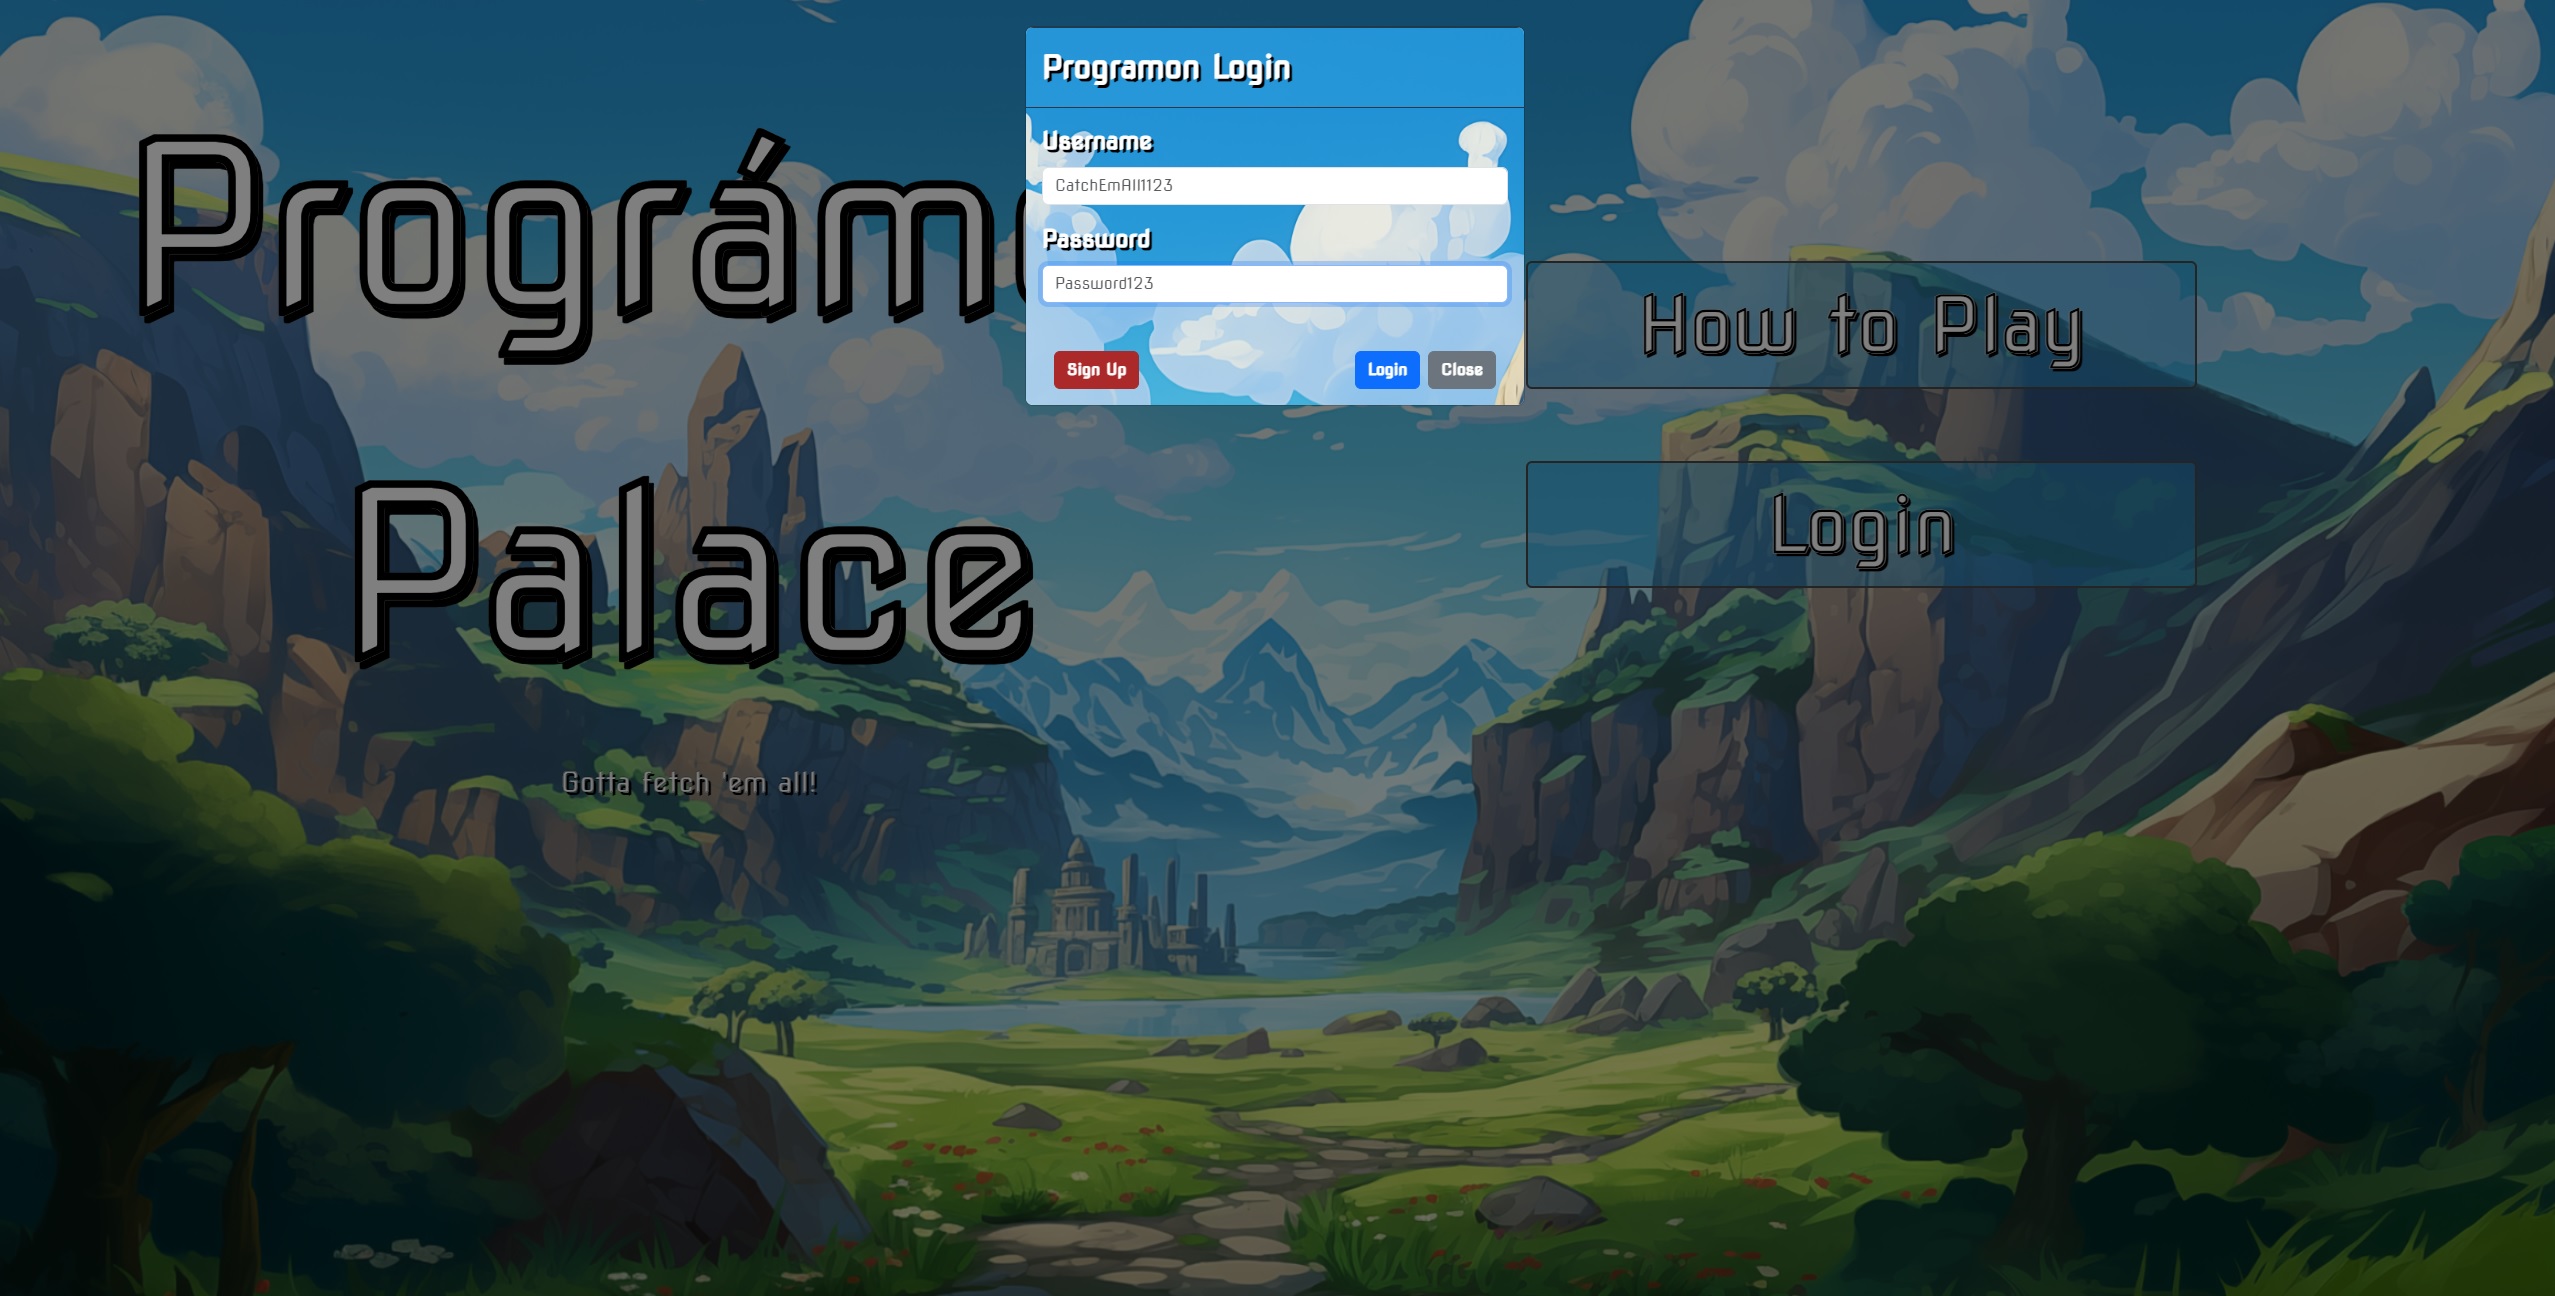 Prográm
Palace
Gotta fetch 'em all!
Programon Login
Username
CatchEmAll1123
Password
Password123
Sign Up
Login
Close
How to Play
Login